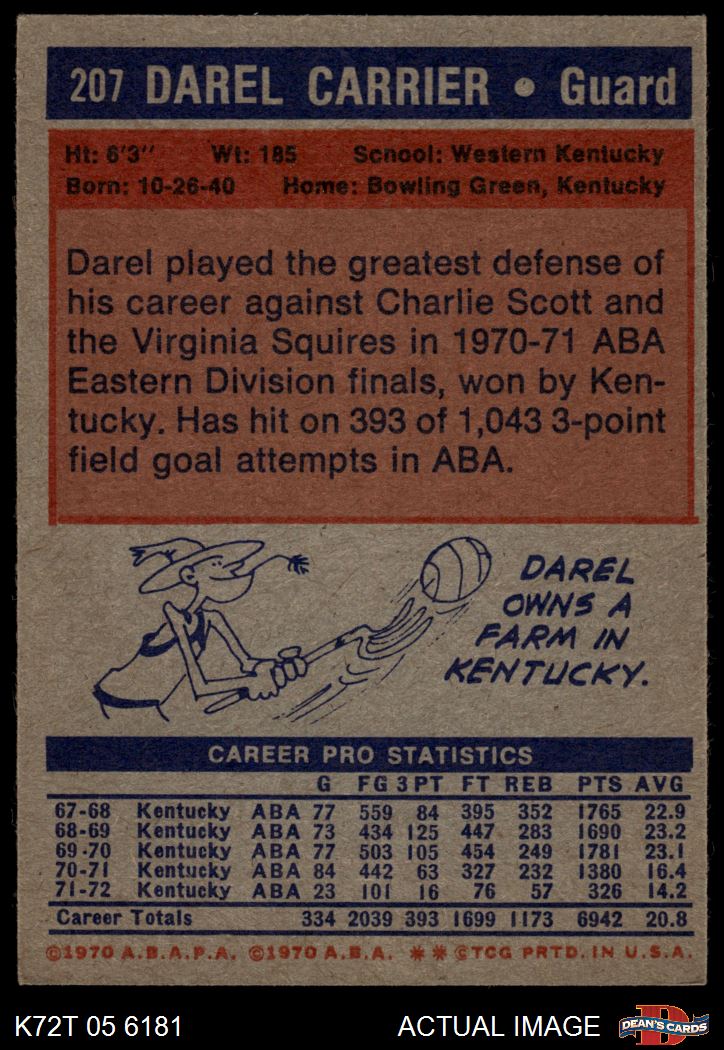 207 DAREL CARRIER • Guard
Ht: 6'3" Wt: 185 School: Western Kentucky
Born: 10-26-40 Home: Bowling Green, Kentucky
Darel played the greatest defense of
his career against Charlie Scott and
the Virginia Squires in 1970-71 ABA
Eastern Division finals, won by Ken-
tucky. Has hit on 393 of 1,043 3-point
field goal attempts in ABA.
DAREL
OWNS A
FARM IN
KENTUCKY.
CAREER PRO STATISTICS
G FG 3PT FT REB PTS AVG
67-68 Kentucky ABA 77 559 84 395 352 1765 22.9
68-69 Kentucky ABA 73 434 125 447 283 1690 23.2
69-70 Kentucky ABA 77 503 105 454 249 1781 23.1
70-71 Kentucky ABA 84 442 63 327 232 1380 16.4
71-72 Kentucky ABA 23 101 16 76 57 326 14.2
Career Totals 334 2039 393 1699 1173 6942 20.8
©1970 A.B.A.P.A. ©1970 A.B.A. ** ©TCG PRTD. IN U.S.A.
K72T 05 6181 ACTUAL IMAGE D DEAN'S CARDS